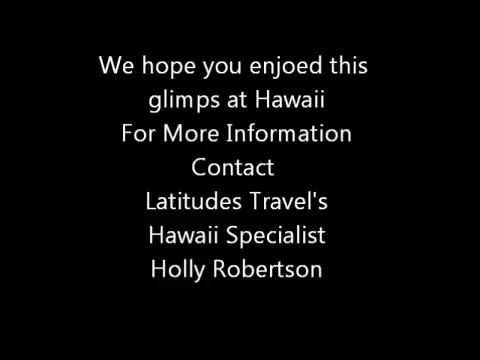 We hope you enjoed this
glimps at Hawaii
For More Information
Contact
Latitudes Travel's
Hawaii Specialist
Holly Robertson